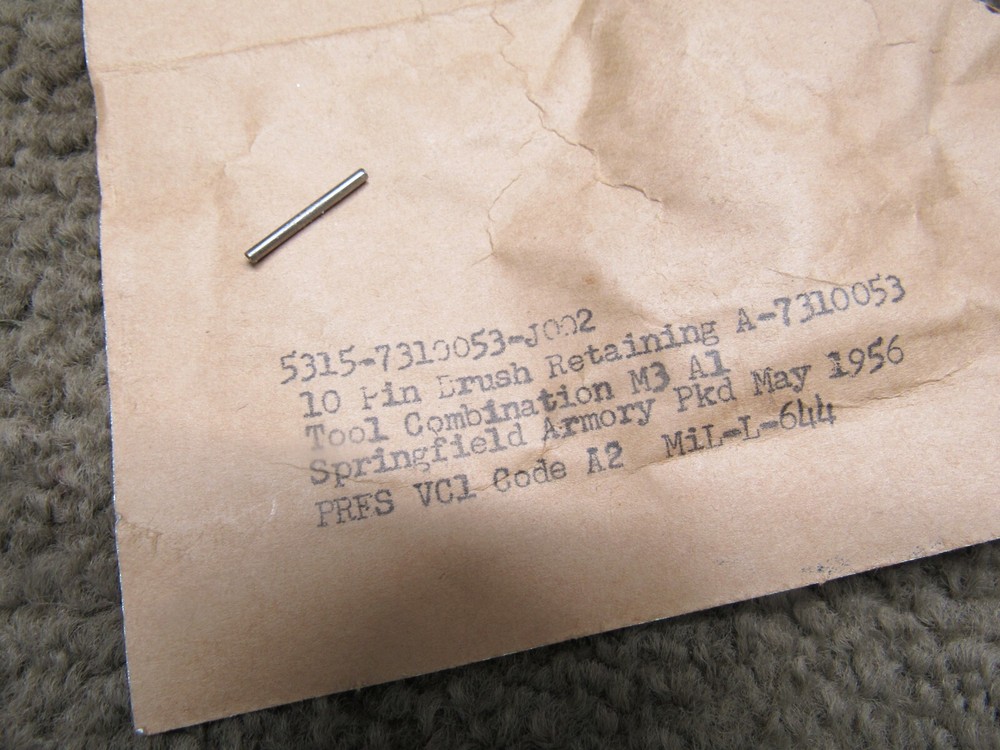 5315-7310053-J002
10 Pin Brush Retaining A-7310053
Tool Combination M3 A1
Springfield Armory Pkd May 1956
PRES VC1 Code A2 MiL-L-644